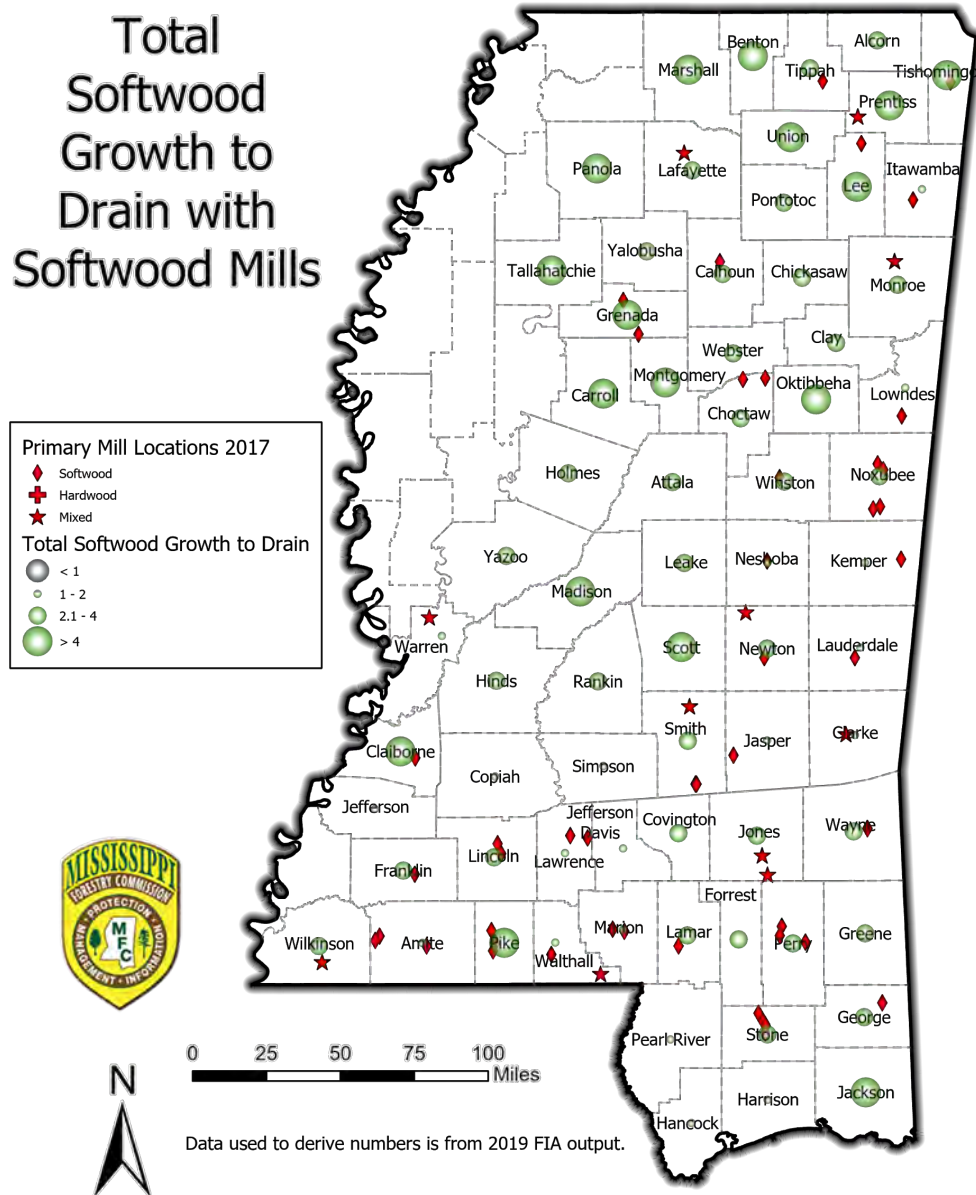 Total
Softwood
Growth to
Drain with
Softwood Mills
Benton
Alcorn
Marshall
Tippah
Tishomingo
Prentiss
Union
Panola
Lafayette
Itawamba
Lee
Pontotoc
Yalobusha
Tallahatchie
Calhoun
Chickasaw
Monroe
Grenada
Clay
Webster
Montgomery
Oktibbeha
Carroll
Lowndes
Choctaw
Primary Mill Locations 2017
Softwood
Hardwood
Mixed
Total Softwood Growth to Drain
< 1
1 - 2
2.1 - 4
> 4
Holmes
Attala
Winston
Noxubee
Yazoo
Leake
Neshoba
Kemper
Madison
Warren
Scott
Newton
Lauderdale
Hinds
Rankin
Smith
Jasper
Clarke
Claiborne
Copiah
Simpson
Jefferson
Jefferson
Davis
Covington
Jones
Wayne
Lincoln
Lawrence
Franklin
Forrest
Wilkinson
Amite
Pike
Walthall
Marion
Lamar
Perry
Greene
George
Pearl River
Stone
Harrison
Jackson
Hancock
MISSISSIPPI
FORESTRY COMMISSION
PROTECTION
MANAGEMENT
INFORMATION
M
F
C
N
0 25 50 75 100
Miles
Data used to derive numbers is from 2019 FIA output.